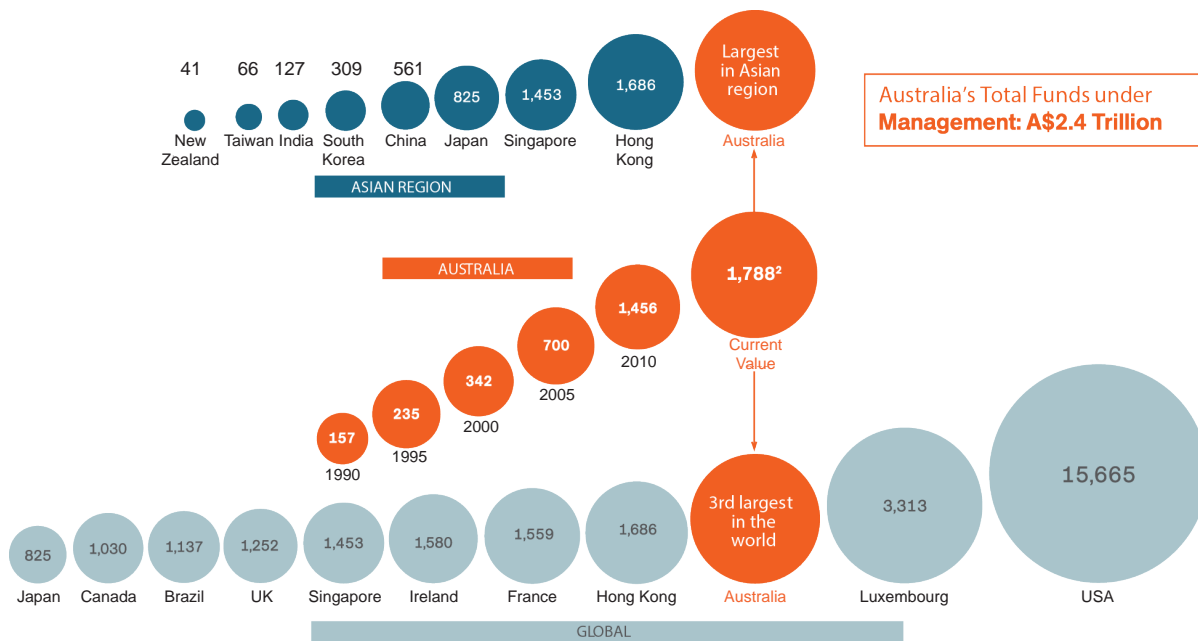 41
66
127
309
561
825
1,453
1,686
Largest
in Asian
region
New
Zealand
Taiwan
India
South
Korea
China
Japan
Singapore
Hong
Kong
Australia
ASIAN REGION
Australia's Total Funds under
Management: A$2.4 Trillion
AUSTRALIA
157
1990
235
1995
342
2000
700
2005
1,456
2010
1,788²
Current
Value
825
1,030
1,137
1,252
1,453
1,580
1,559
1,686
3rd largest
in the
world
3,313
15,665
Japan
Canada
Brazil
UK
Singapore
Ireland
France
Hong Kong
Australia
Luxembourg
USA
GLOBAL